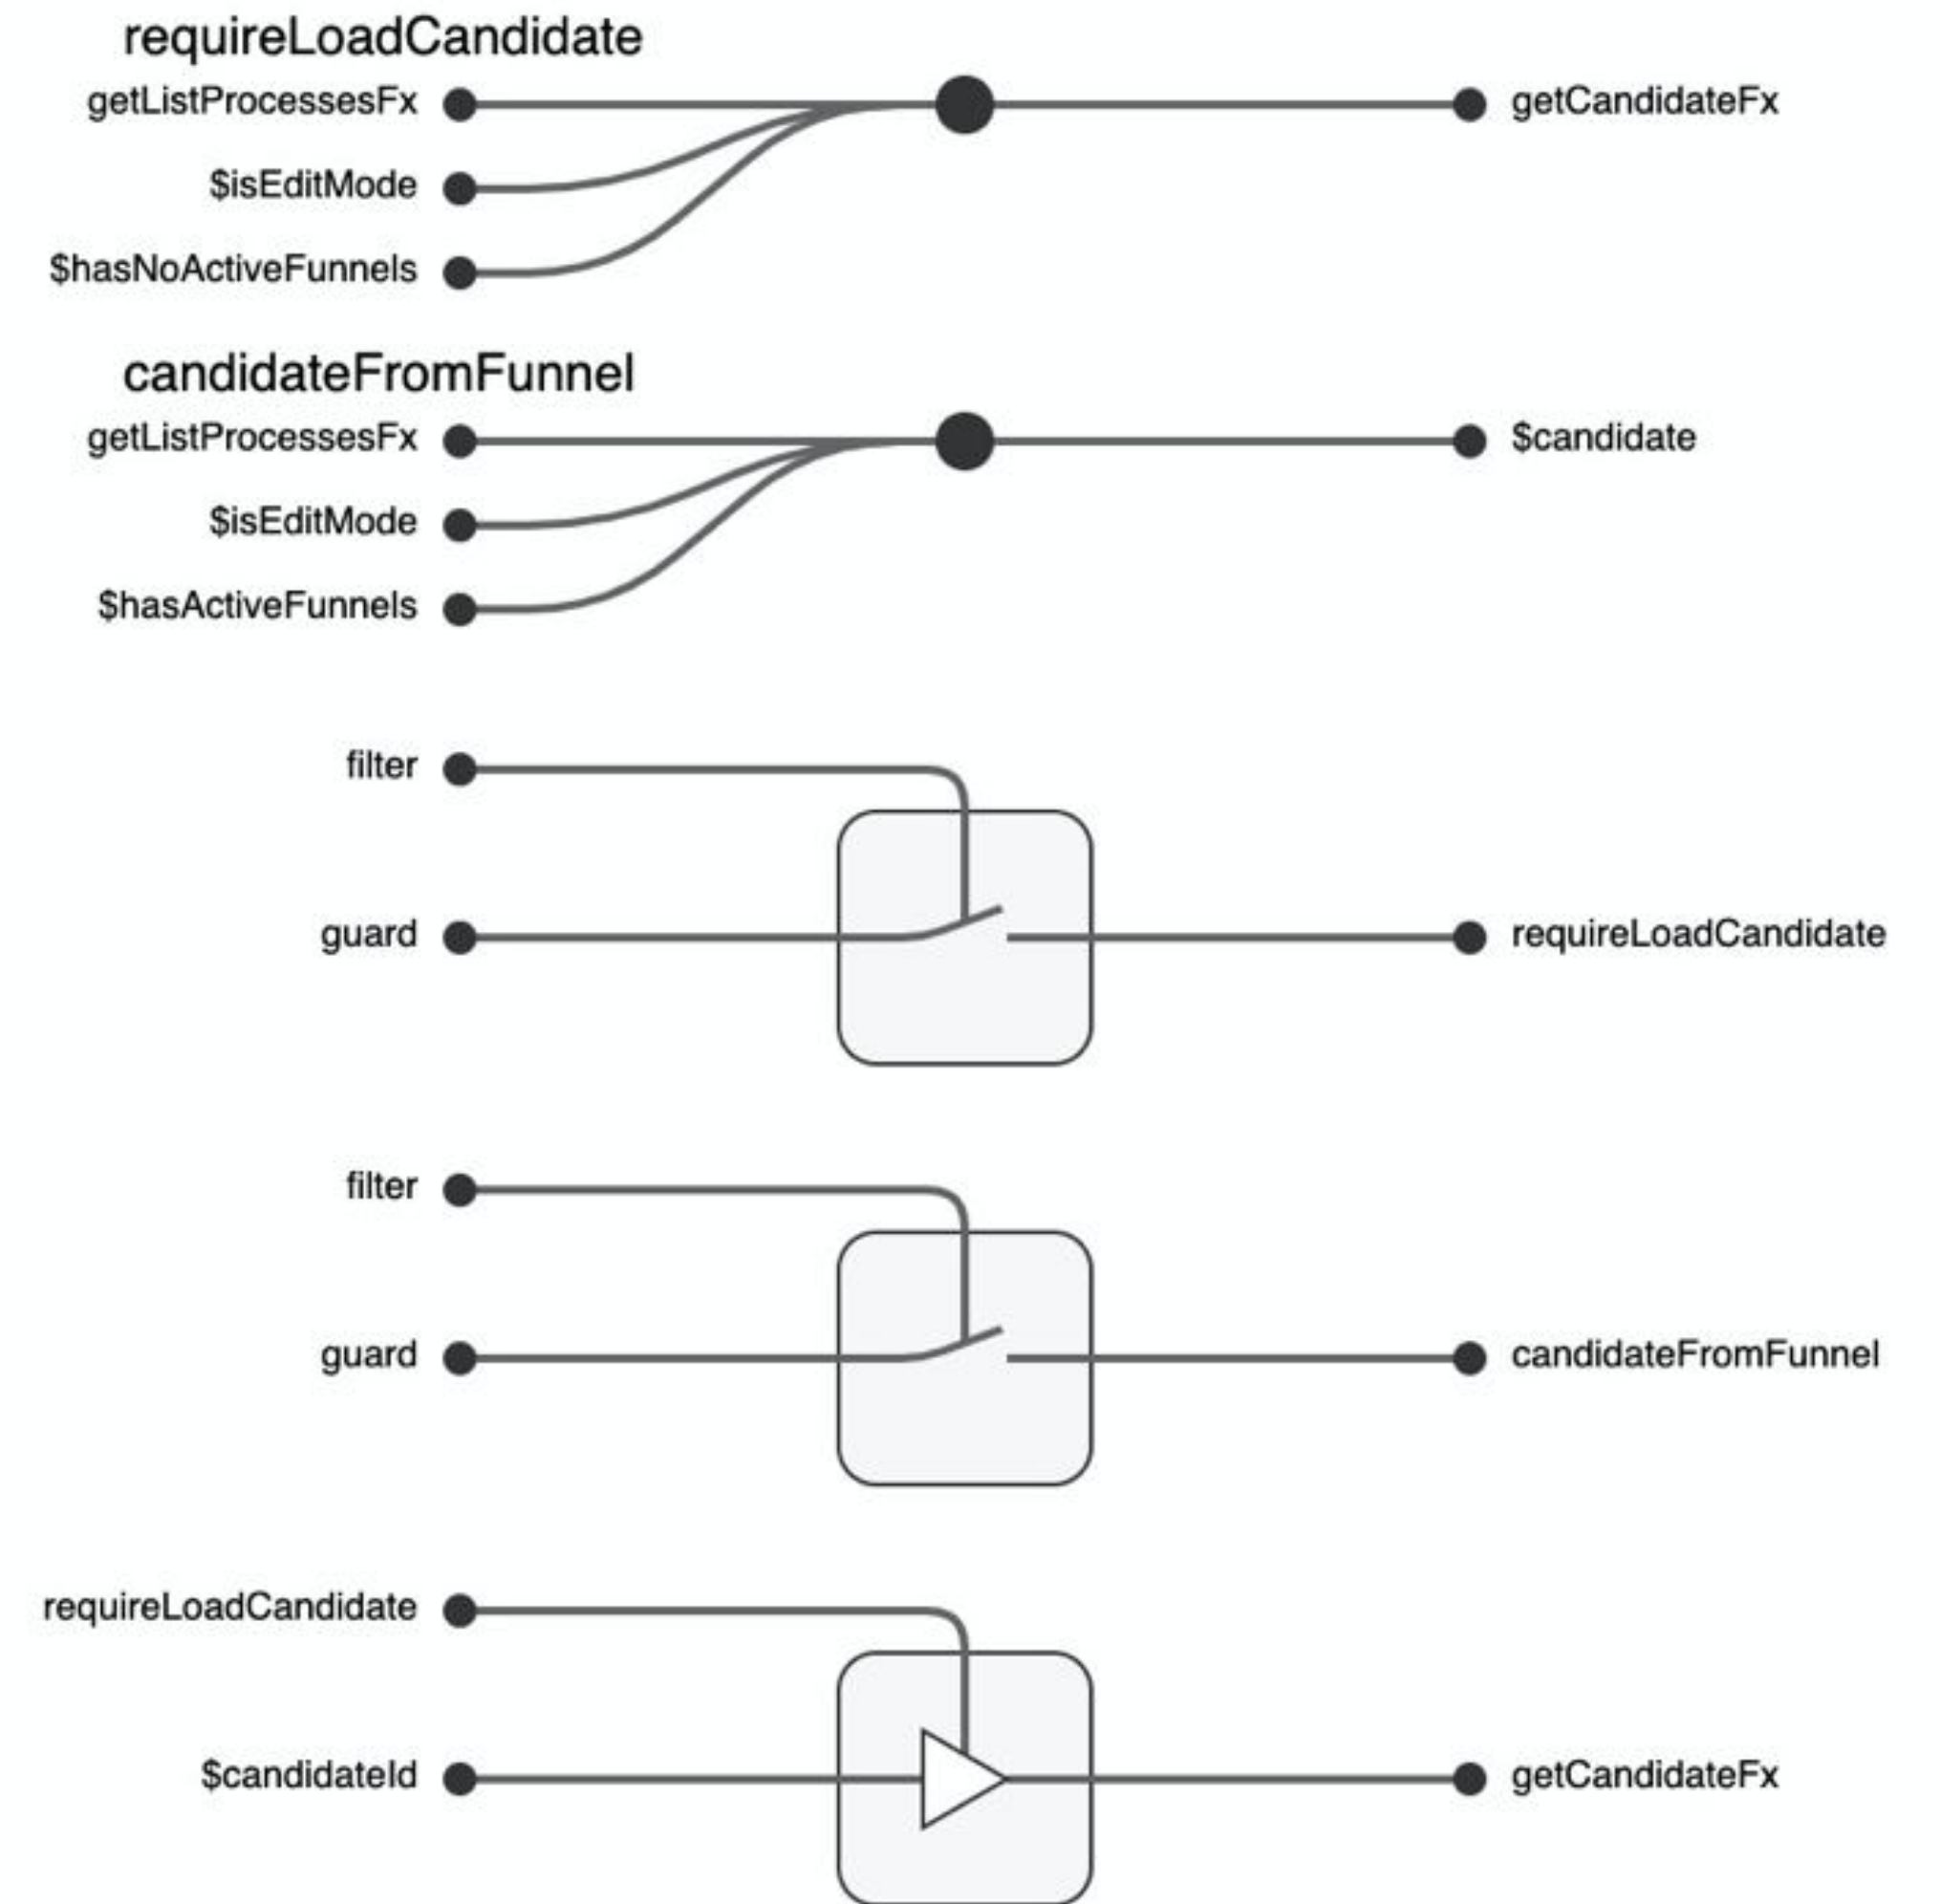 requireLoadCandidate
getListProcessesFx
getCandidateFx
$isEditMode
$hasNoActiveFunnels
candidateFromFunnel
getListProcessesFx
$candidate
$isEditMode
$hasActiveFunnels
filter
guard
requireLoadCandidate
filter
guard
candidateFromFunnel
requireLoadCandidate
$candidateId
getCandidateFx